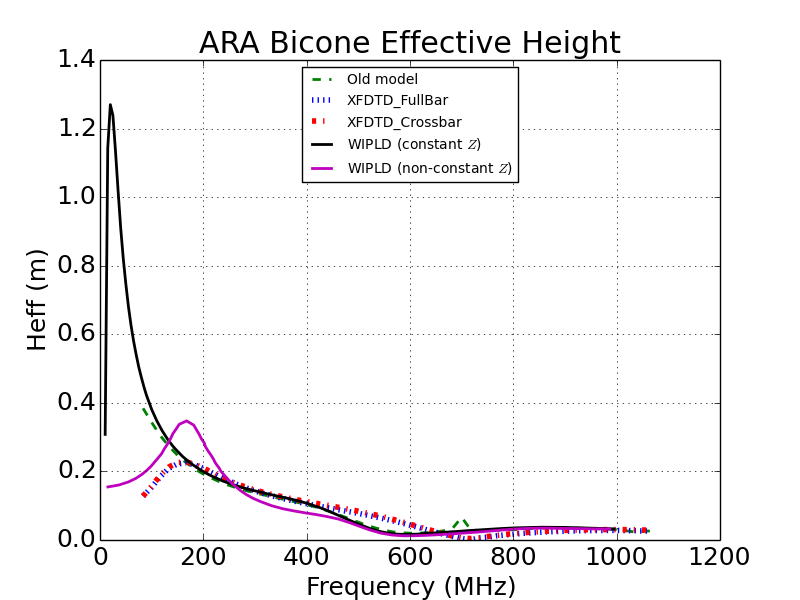 ARA Bicone Effective Height
Old model
XFDTD_FullBar
XFDTD_Crossbar
WIPLD (constant Z)
WIPLD (non-constant Z)
Heff (m)
1.4
1.2
1.0
0.8
0.6
0.4
0.2
0.0
0 200 400 600 800 1000 1200
Frequency (MHz)